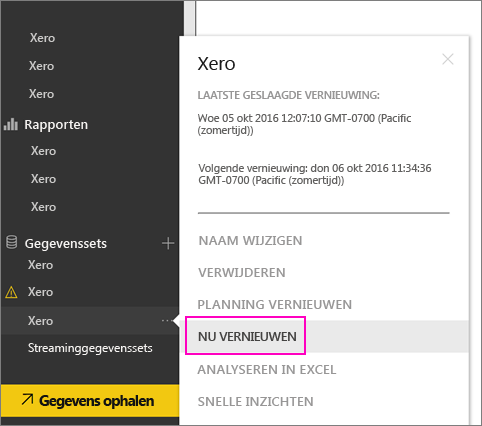 Xero
Xero
Xero
Rapporten
Xero
Xero
Xero
Gegevenssets
Xero
Xero
Xero
Streaminggegevenssets
Gegevens ophalen
Xero
LAATSTE GESLAAGDE VERNIEUWING:
Woe 05 okt 2016 12:07:10 GMT-0700 (Pacific
(zomertijd))
Volgende vernieuwing: don 06 okt 2016 11:34:36
GMT-0700 (Pacific (zomertijd))
NAAM WIJZIGEN
VERWIJDEREN
PLANNING VERNIEUWEN
NU VERNIEUWEN
ANALYSEREN IN EXCEL
SNELLE INZICHTEN